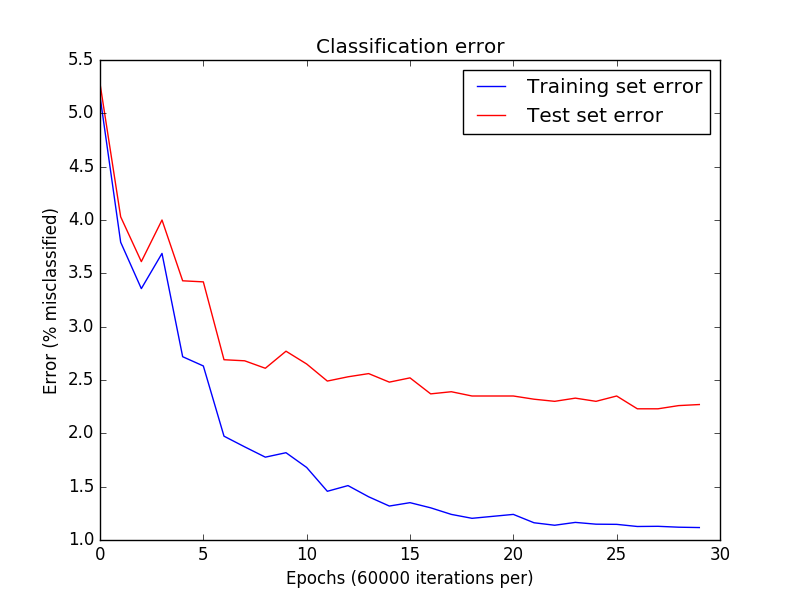 Classification error
5.5
5.0
4.5
4.0
3.5
3.0
2.5
2.0
1.5
1.0
Error (% misclassified)
Training set error
Test set error
0 5 10 15 20 25 30
Epochs (60000 iterations per)